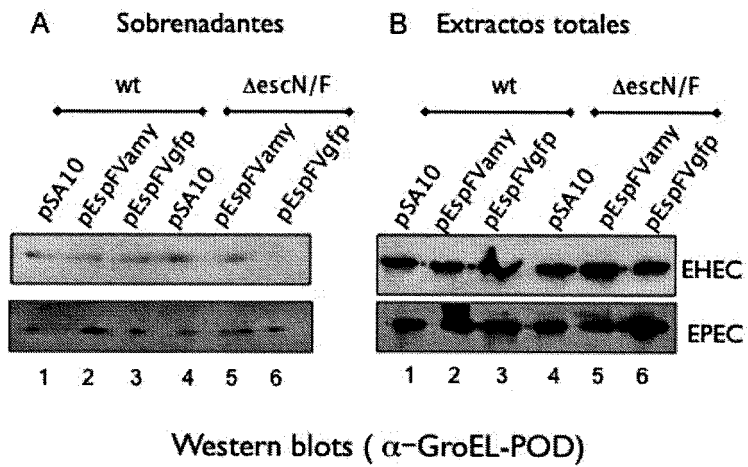 A Sobrenadantes
wt ΔescN/F
pSA10 pEspFVamy pEspFVgfp pSA10 pEspFVamy pEspFVgfp
1 2 3 4 5 6
B Extractos totales
wt ΔescN/F
pSA10 pEspFVamy pEspFVgfp pSA10 pEspFVamy pEspFVgfp
EHEC
EPEC
1 2 3 4 5 6
Western blots ( α-GroEL-POD)